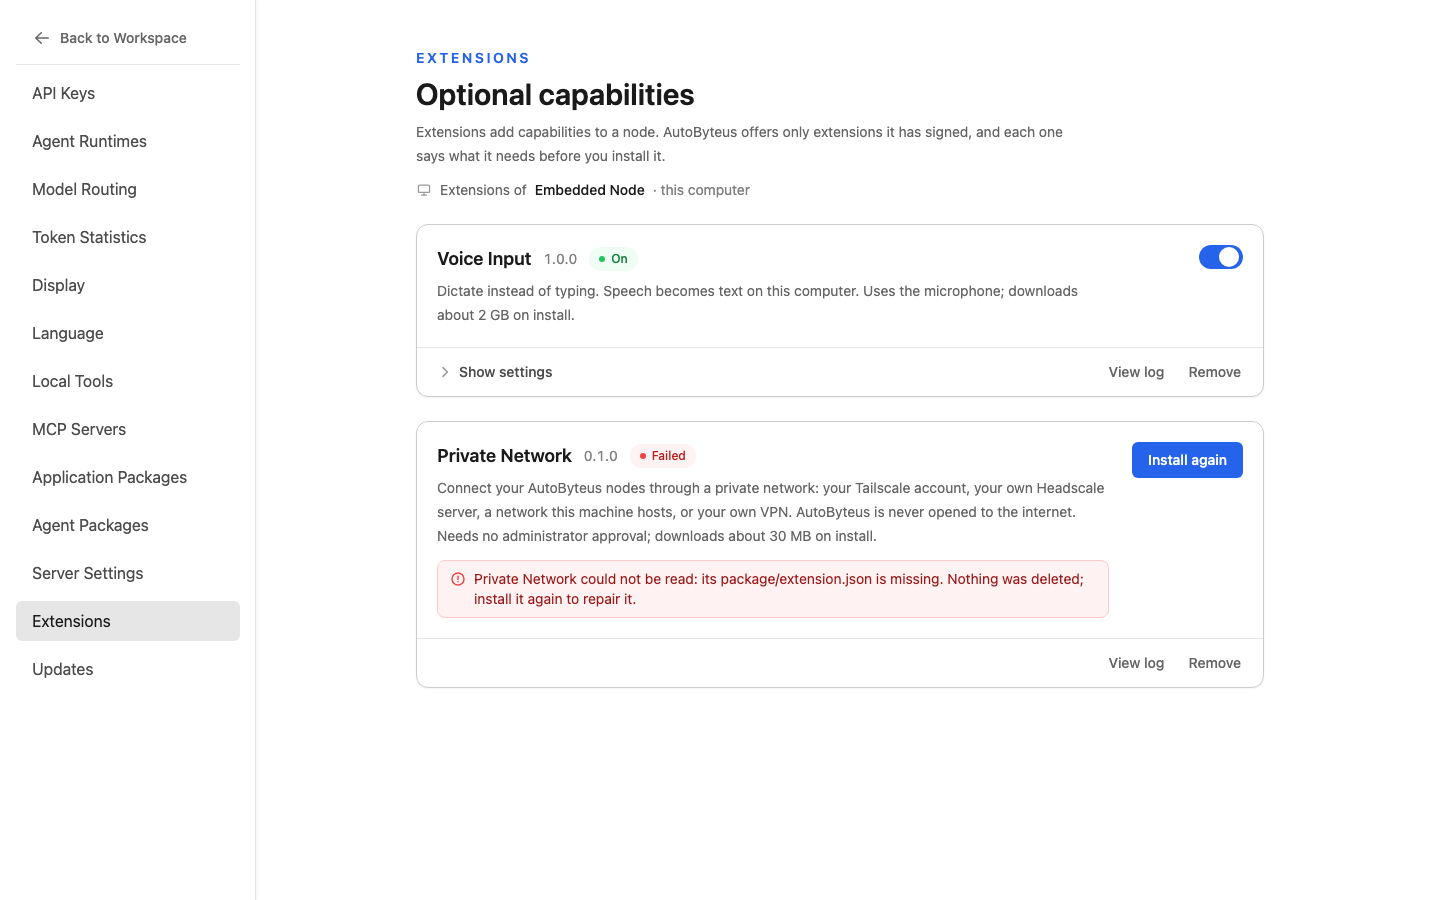 Back to Workspace
API Keys
Agent Runtimes
Model Routing
Token Statistics
Display
Language
Local Tools
MCP Servers
Application Packages
Agent Packages
Server Settings
Extensions
Updates
EXTENSIONS
Optional capabilities
Extensions add capabilities to a node. AutoByteus offers only extensions it has signed, and each one
says what it needs before you install it.
Extensions of Embedded Node · this computer
Voice Input 1.0.0 On
Dictate instead of typing. Speech becomes text on this computer. Uses the microphone; downloads
about 2 GB on install.
Show settings View log Remove
Private Network 0.1.0 Failed Install again
Connect your AutoByteus nodes through a private network: your Tailscale account, your own Headscale
server, a network this machine hosts, or your own VPN. AutoByteus is never opened to the internet.
Needs no administrator approval; downloads about 30 MB on install.
Private Network could not be read: its package/extension.json is missing. Nothing was deleted;
install it again to repair it.
View log Remove